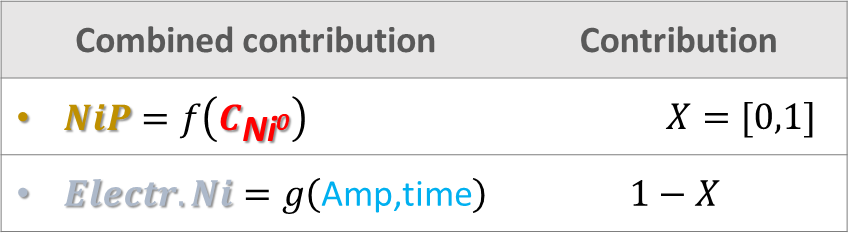 Combined contribution Contribution
• NiP = f(C_Ni⁰) X = [0,1]
• Electr.Ni = g(Amp,time) 1 − X